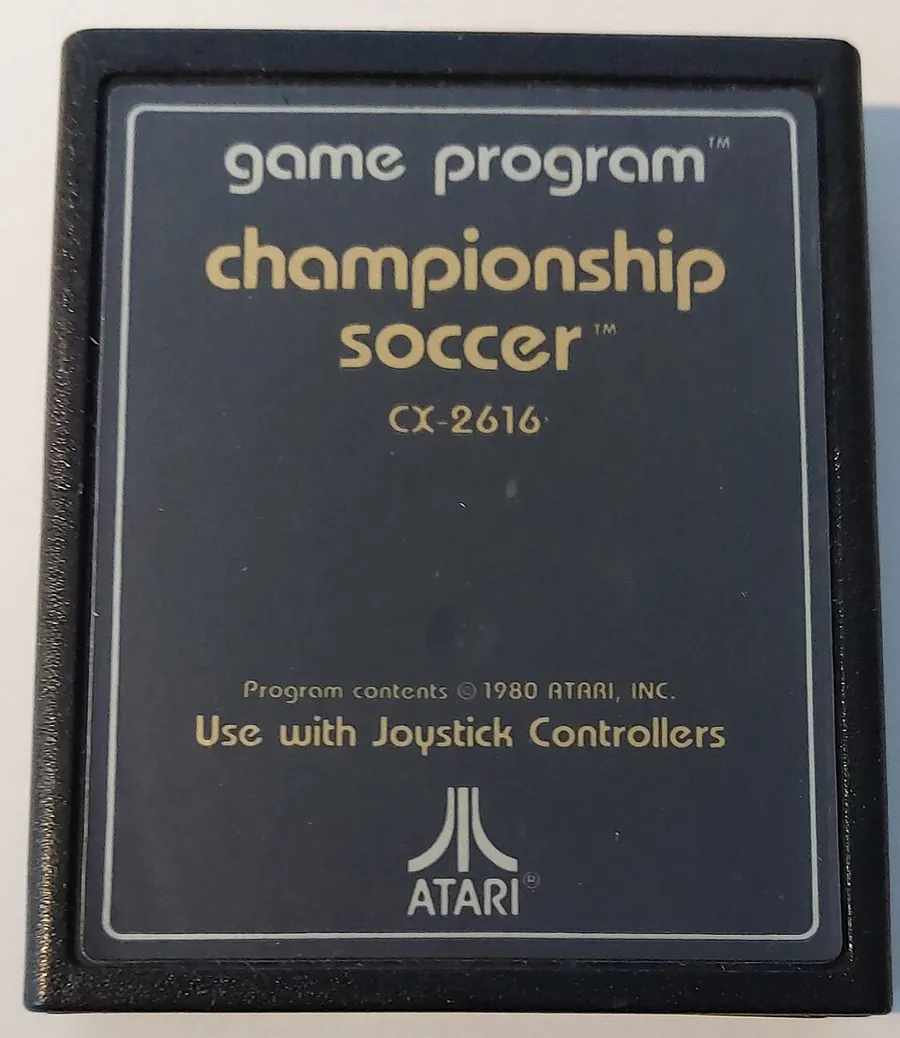 game program™
championship
soccer™
CX-2616
Program contents © 1980 ATARI, INC.
Use with Joystick Controllers
ATARI®